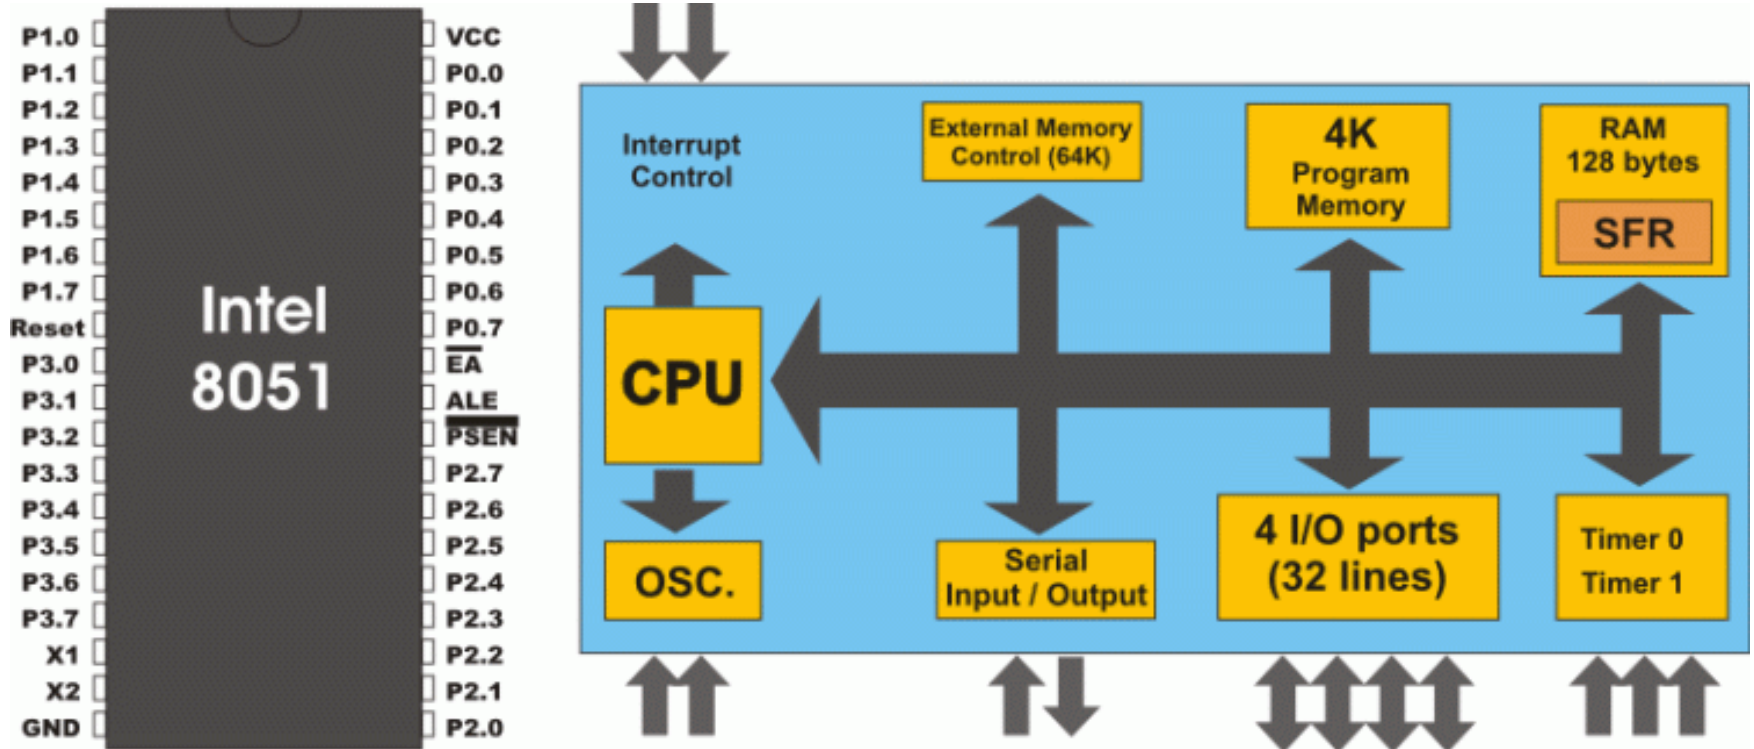 P1.0
P1.1
P1.2
P1.3
P1.4
P1.5
P1.6
P1.7
Reset
P3.0
P3.1
P3.2
P3.3
P3.4
P3.5
P3.6
P3.7
X1
X2
GND
Intel
8051
VCC
P0.0
P0.1
P0.2
P0.3
P0.4
P0.5
P0.6
P0.7
EA
ALE
PSEN
P2.7
P2.6
P2.5
P2.4
P2.3
P2.2
P2.1
P2.0
Interrupt
Control
External Memory
Control (64K)
4K
Program
Memory
RAM
128 bytes
SFR
CPU
OSC.
Serial
Input / Output
4 I/O ports
(32 lines)
Timer 0
Timer 1